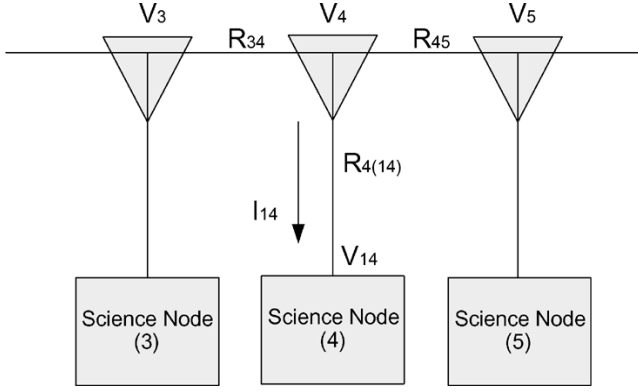 V3 V4 V5
R34 R45
R4(14)
I14
V14
Science Node
(3)
Science Node
(4)
Science Node
(5)